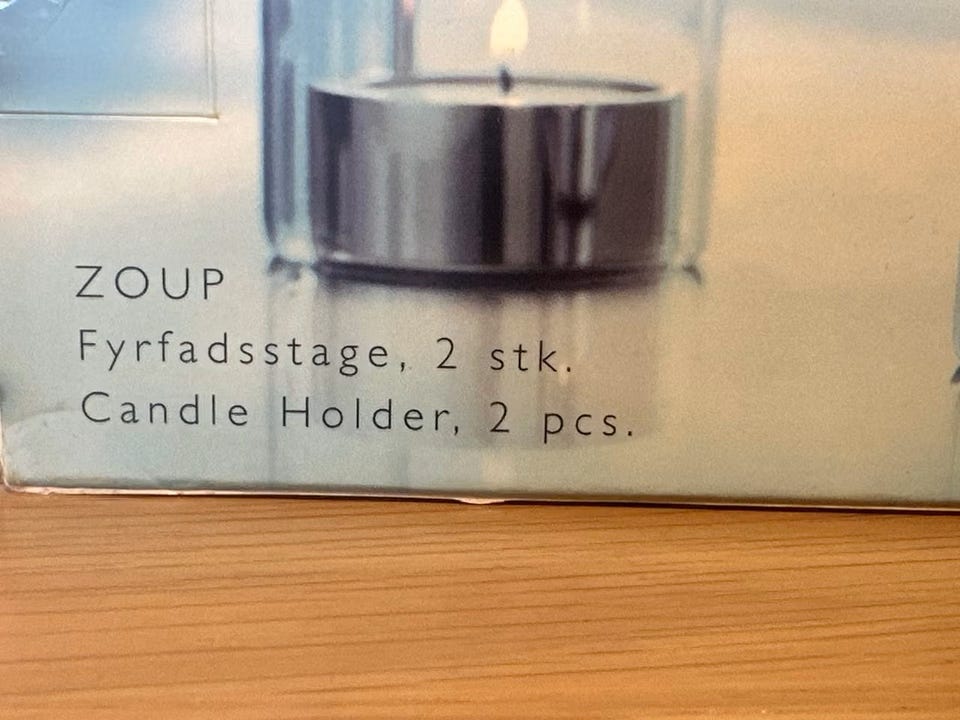 ZOUP
Fyrfadsstage, 2 stk.
Candle Holder, 2 pcs.